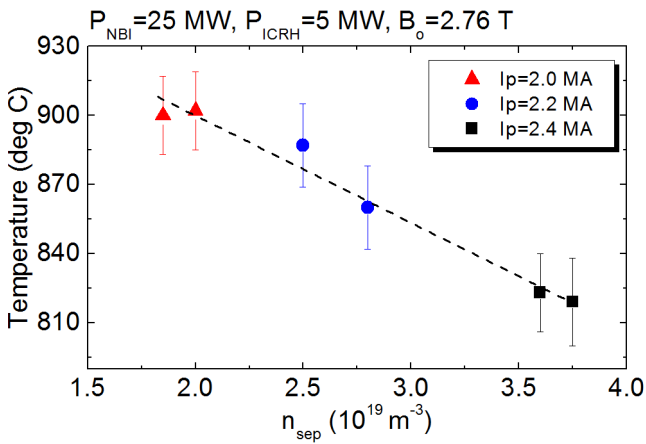 P_NBI=25 MW, P_ICRH=5 MW, B_o=2.76 T
930
900
870
840
810
Temperature (deg C)
Ip=2.0 MA
Ip=2.2 MA
Ip=2.4 MA
1.5 2.0 2.5 3.0 3.5 4.0
n_sep (10^19 m^-3)